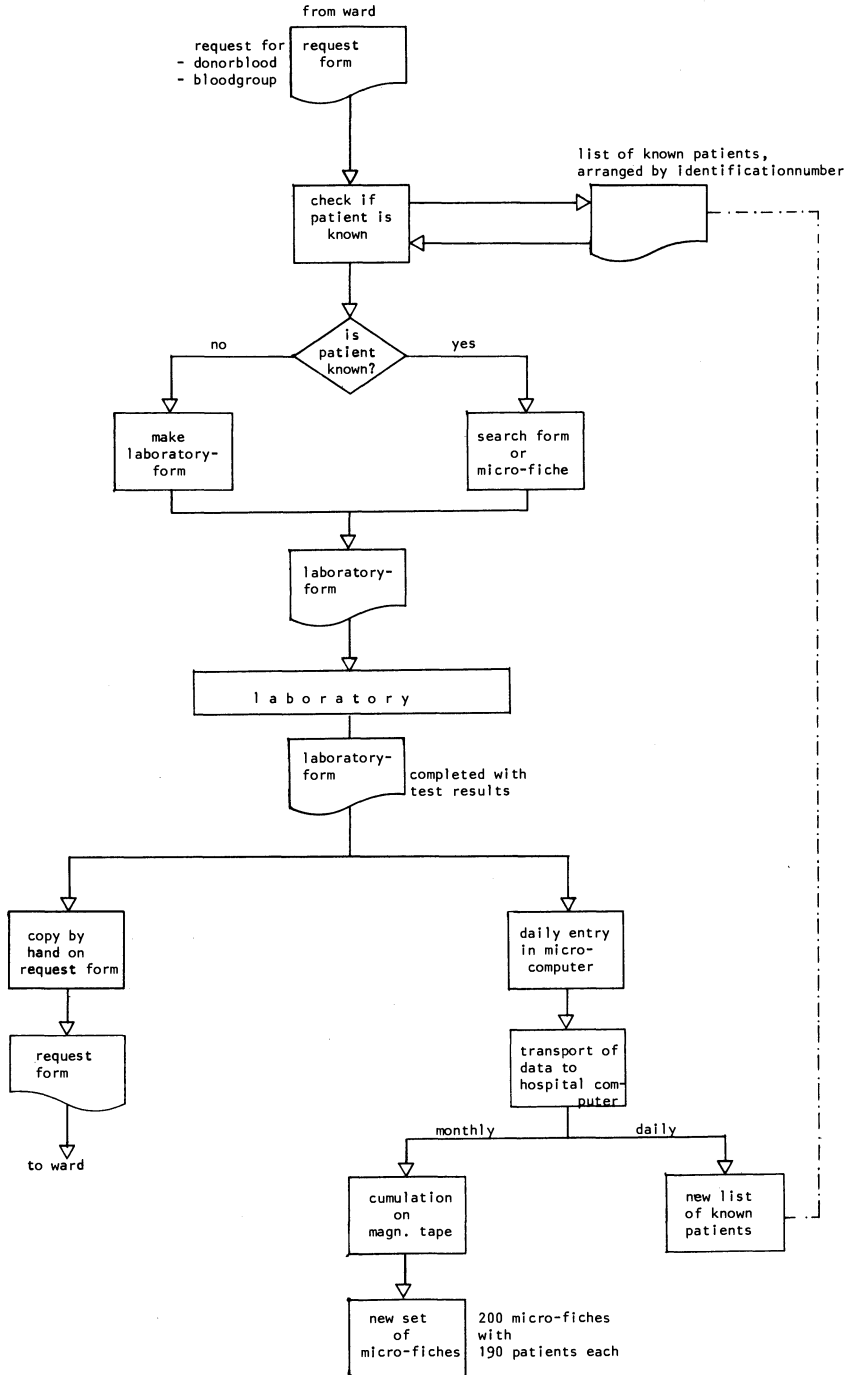 from ward
request for
- donorblood
- bloodgroup
request
form
list of known patients,
arranged by identificationnumber
check if
patient is
known
is
patient
known?
no
yes
make
laboratory-
form
search form
or
micro-fiche
laboratory-
form
laboratory
laboratory-
form
completed with
test results
copy by
hand on
request form
daily entry
in micro-
computer
request
form
transport of
data to
hospital com-
puter
to ward
monthly
daily
cumulation
on
magn. tape
new list
of known
patients
new set
of
micro-fiches
200 micro-fiches
with
190 patients each